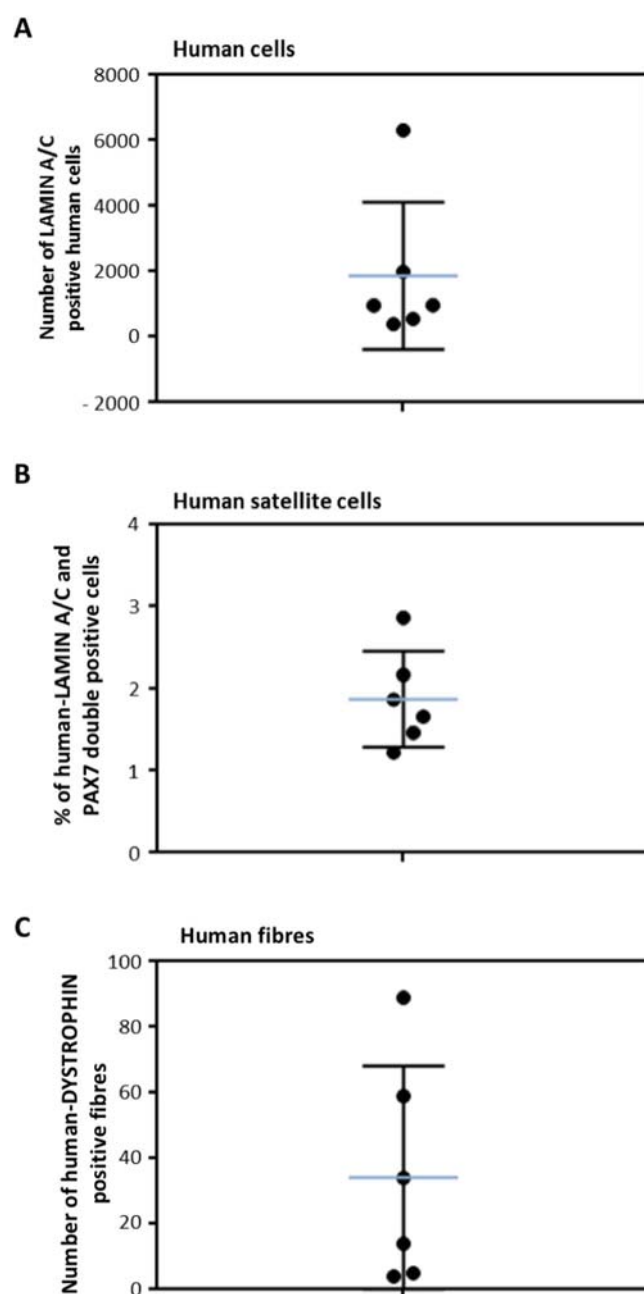 A
Human cells
Number of LAMIN A/C
positive human cells
8000
6000
4000
2000
0
- 2000
B
Human satellite cells
% of human-LAMIN A/C and
PAX7 double positive cells
4
3
2
1
0
C
Human fibres
Number of human-DYSTROPHIN
positive fibres
100
80
60
40
20
0